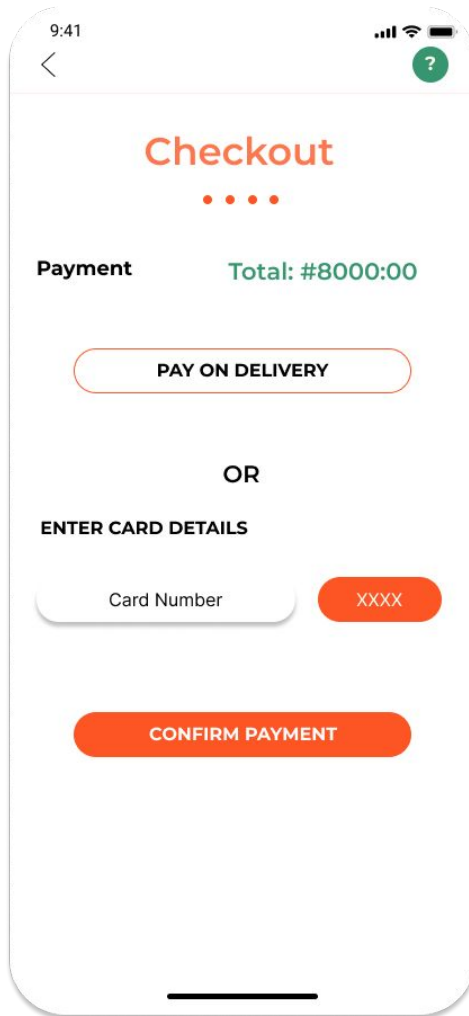 9:41
?
Checkout
Payment Total: #8000:00
PAY ON DELIVERY
OR
ENTER CARD DETAILS
Card Number XXXX
CONFIRM PAYMENT